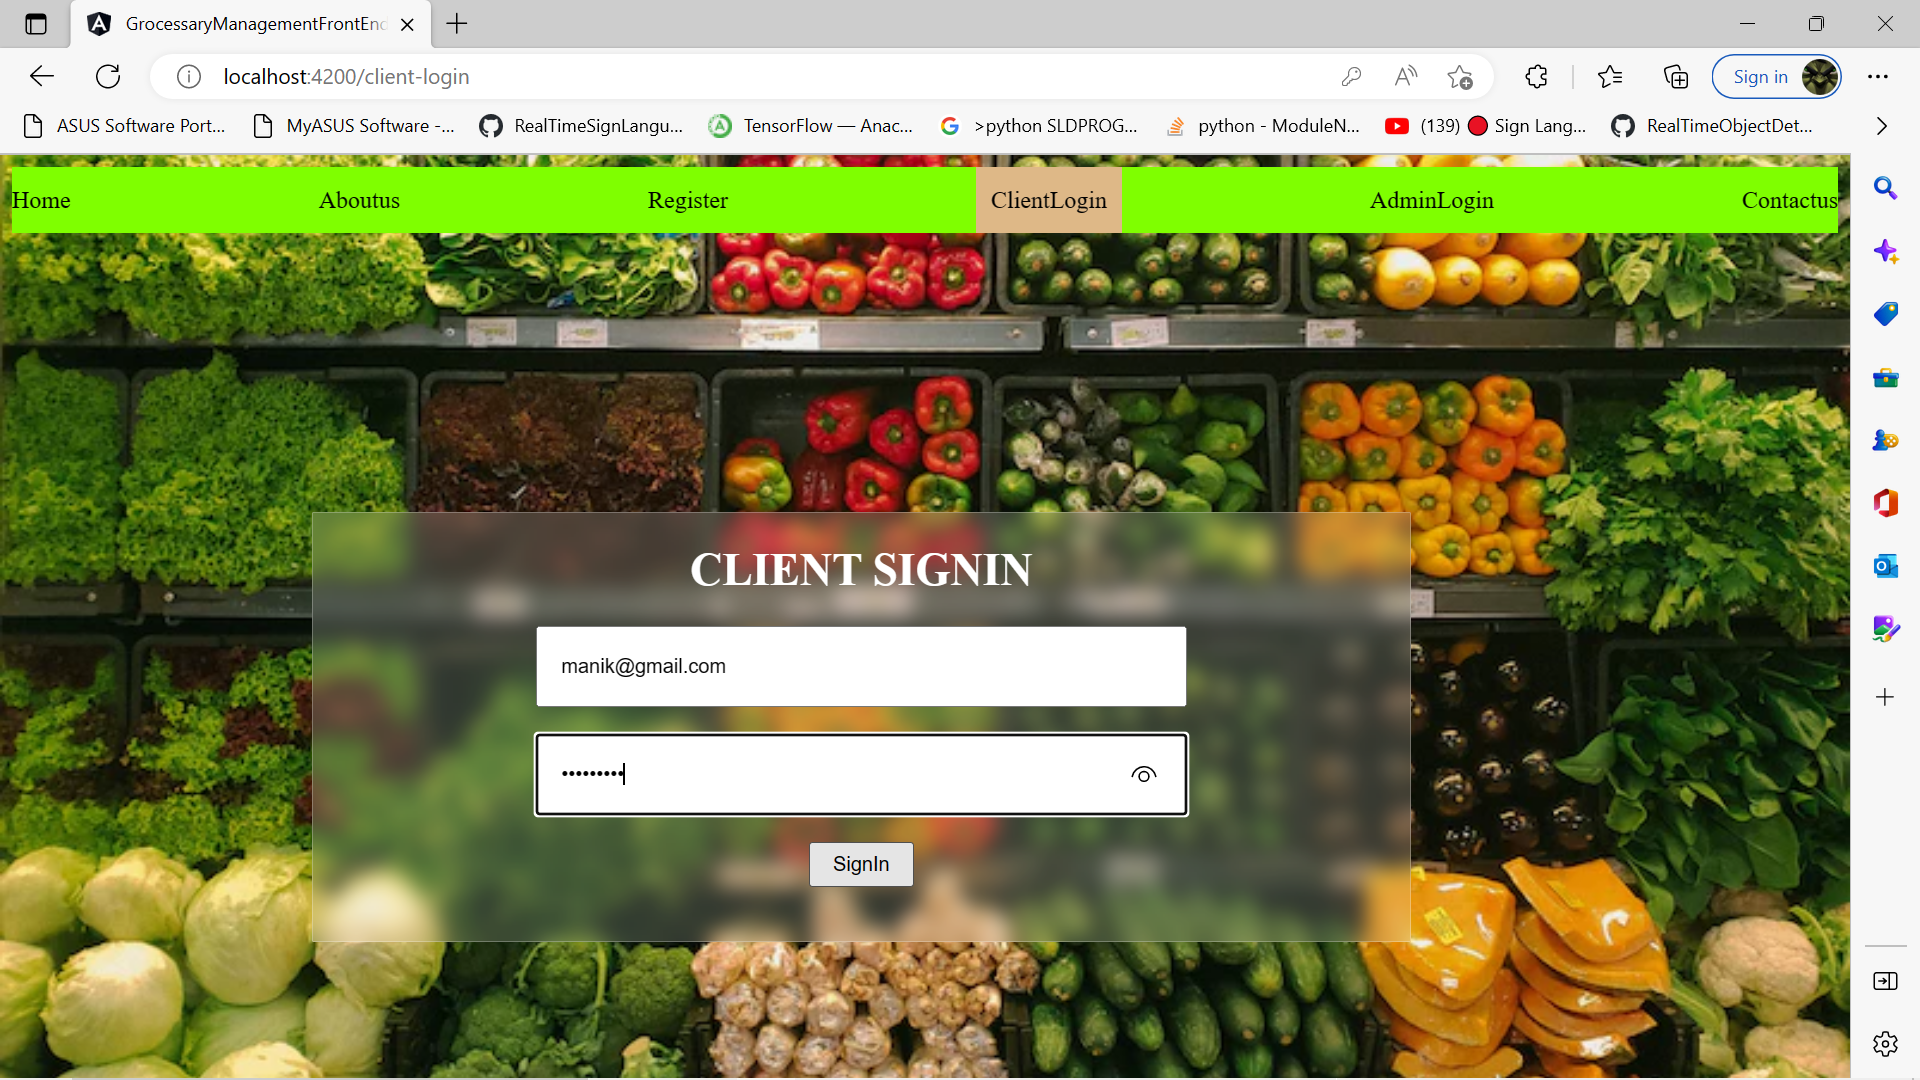 GrocessaryManagementFrontEnd
localhost:4200/client-login
Sign in
ASUS Software Port...
MyASUS Software -...
RealTimeSignLangu...
TensorFlow — Anac...
>python SLDPROG...
python - ModuleN...
(139) 🔴 Sign Lang...
RealTimeObjectDet...
Home
Aboutus
Register
ClientLogin
AdminLogin
Contactus
CLIENT SIGNIN
manik@gmail.com
•••••••••
SignIn